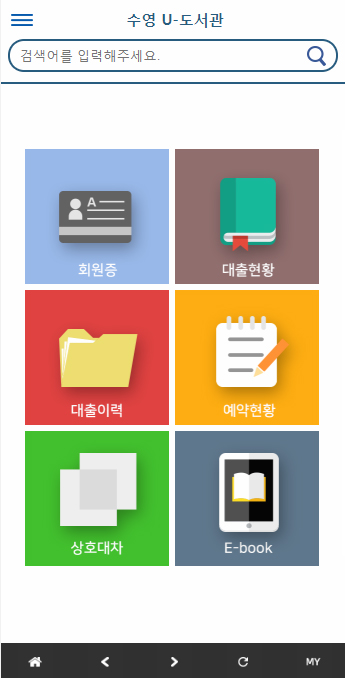 수영 U-도서관
검색어를 입력해주세요.
A
회원증
대출현황
대출이력
예약현황
상호대차
E-book
MY